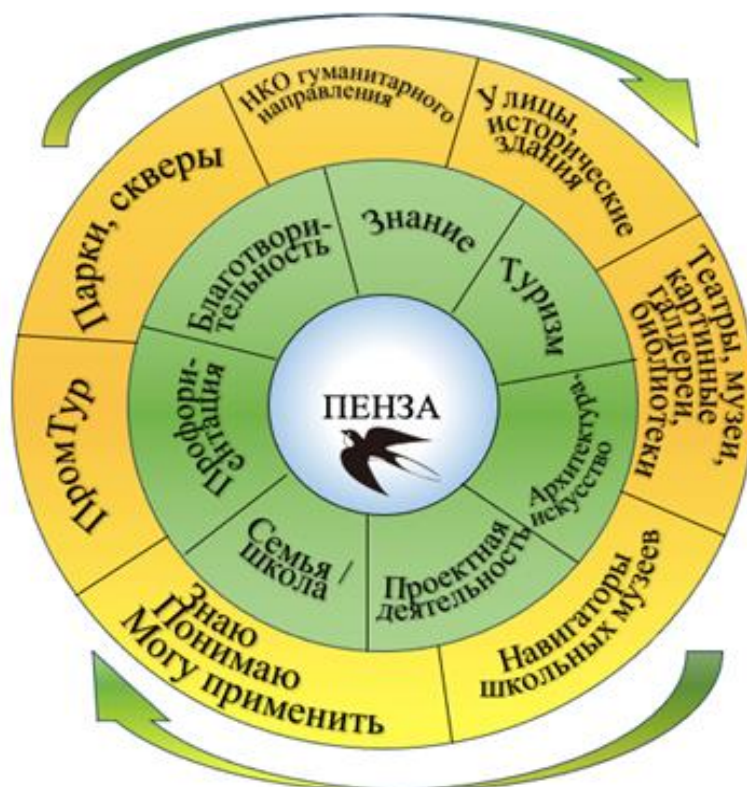 НКО гуманитарного
направления
Улицы,
исторические
здания
Театры, музеи,
картинные
галдереи,
библиотеки
Навигаторы
школьных музеев
Знаю
Понимаю
Могу применить
ПромТур
Парки, скверы
Знание
Туризм
Архитектура.
искусство
Проектная
деятельность
Семья /
школа
Профори-
ентация
Благотвори-
тельность
ПЕНЗА